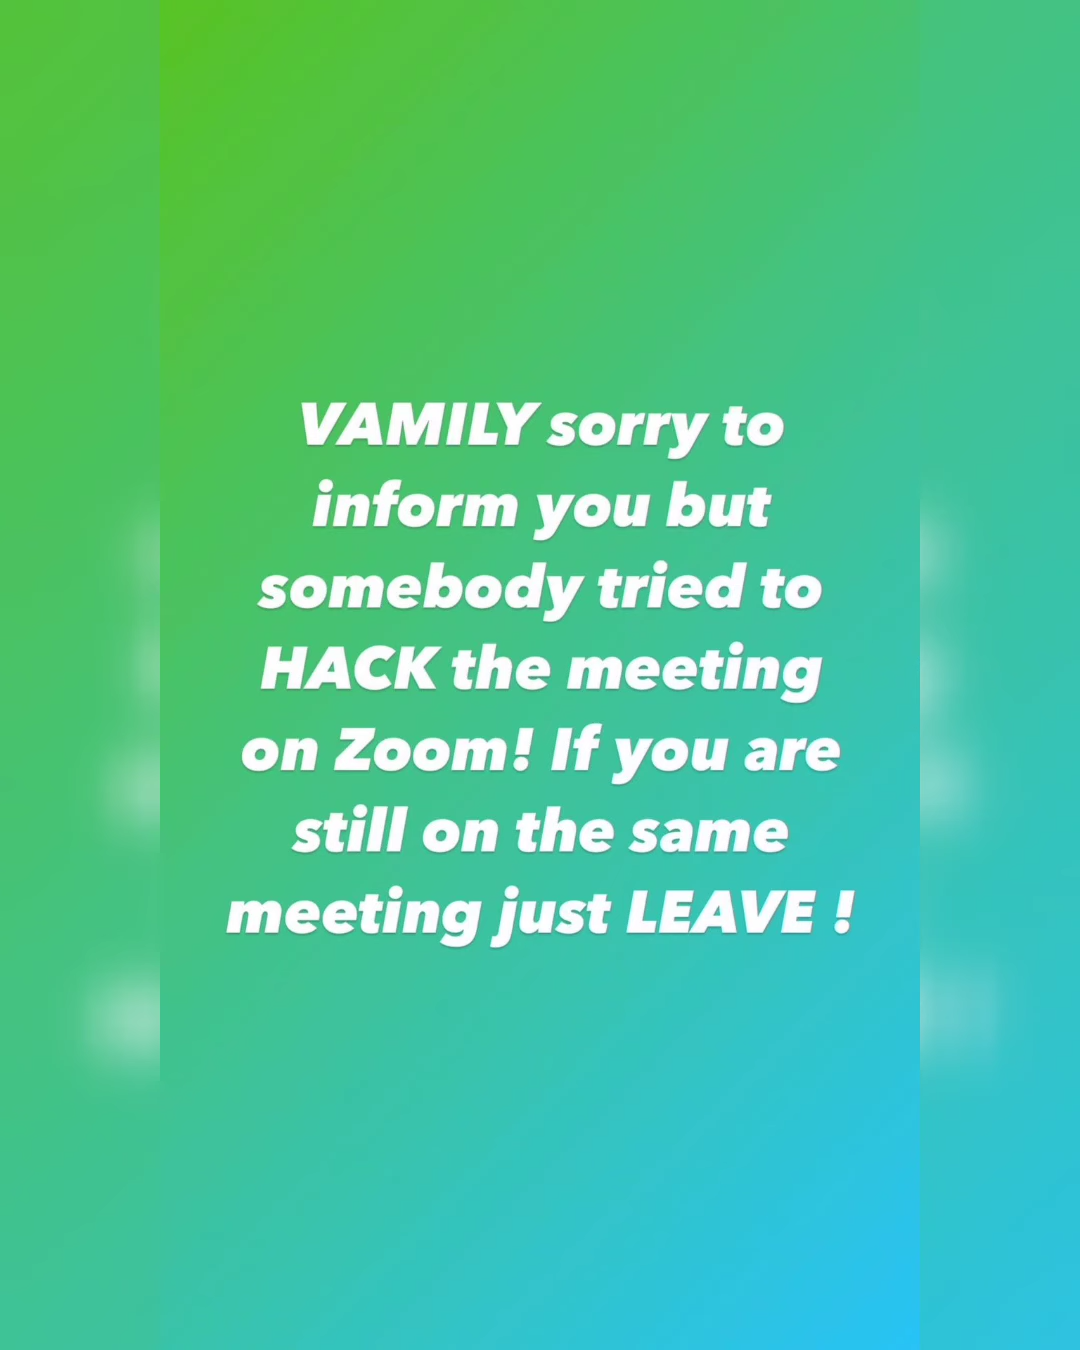 VAMILY sorry to
inform you but
somebody tried to
HACK the meeting
on Zoom! If you are
still on the same
meeting just LEAVE !